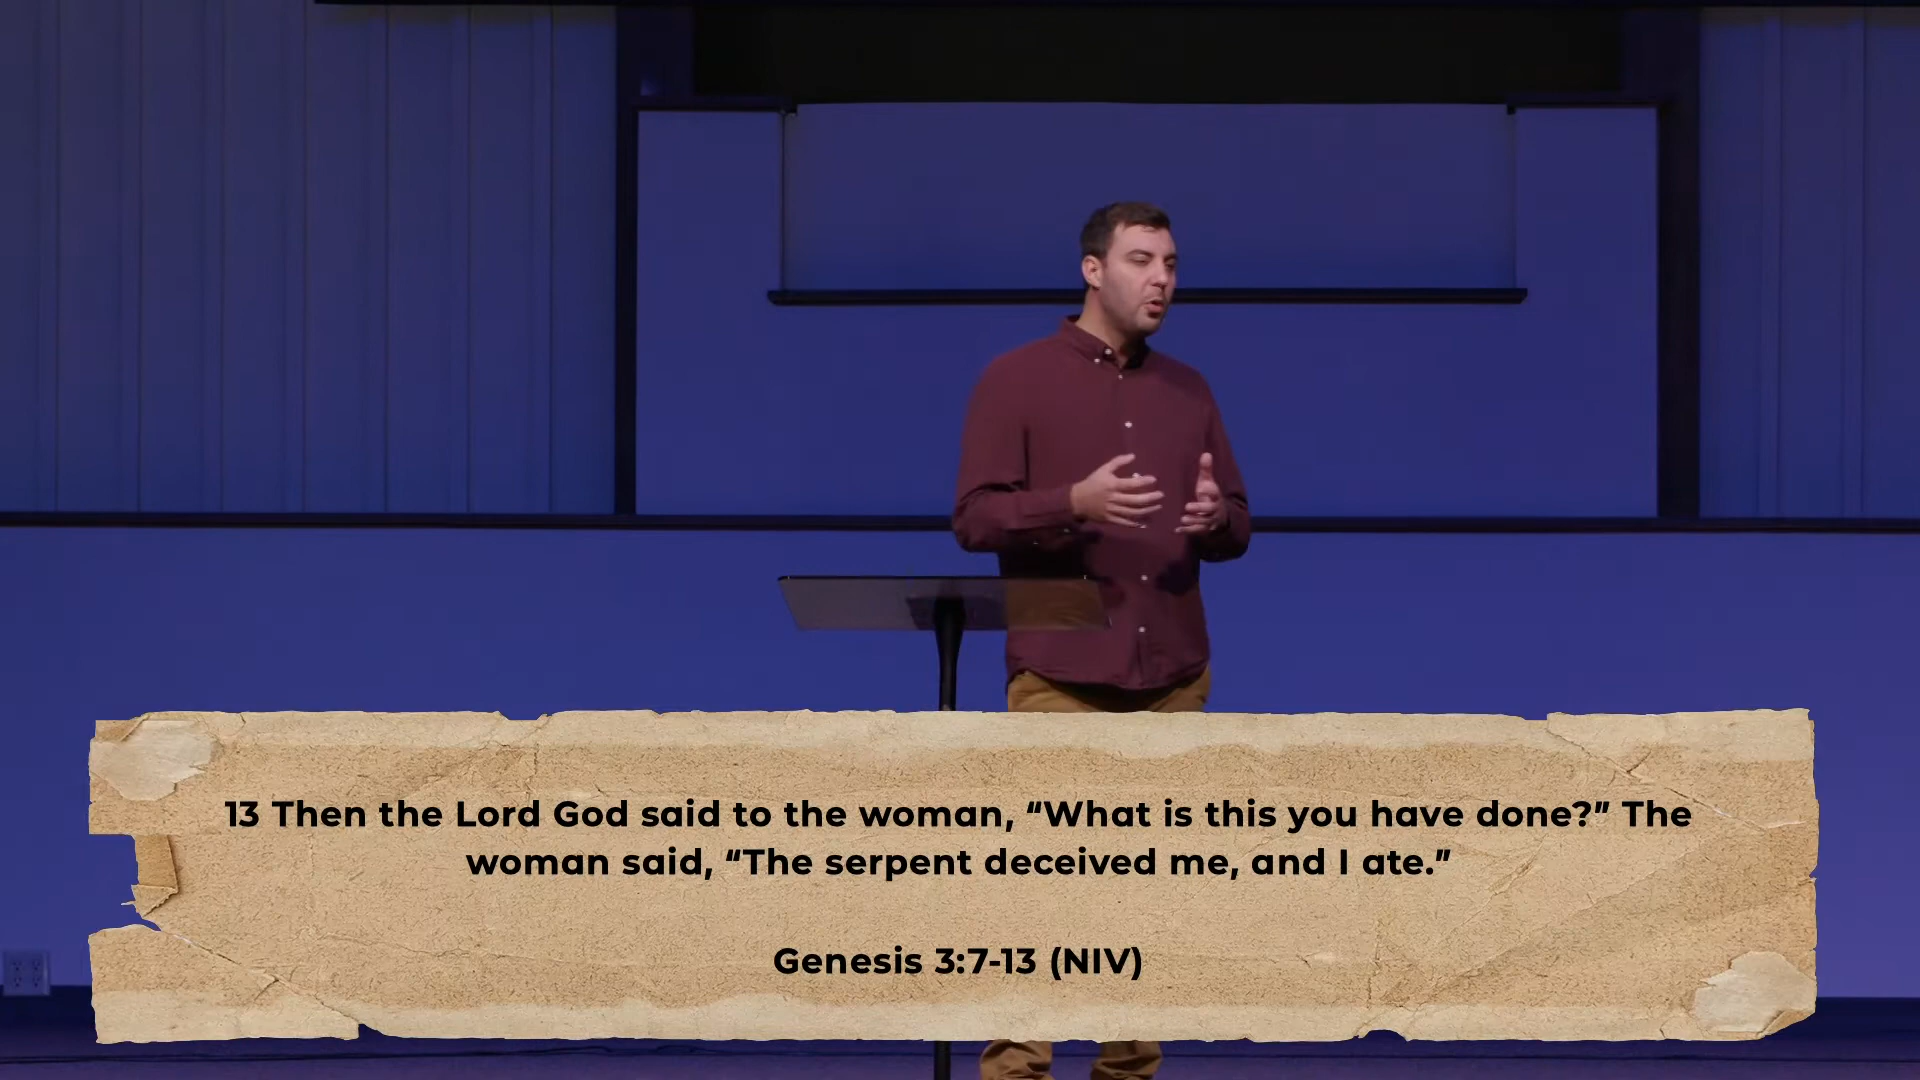 13 Then the Lord God said to the woman, “What is this you have done?” The
woman said, “The serpent deceived me, and I ate.”
Genesis 3:7-13 (NIV)